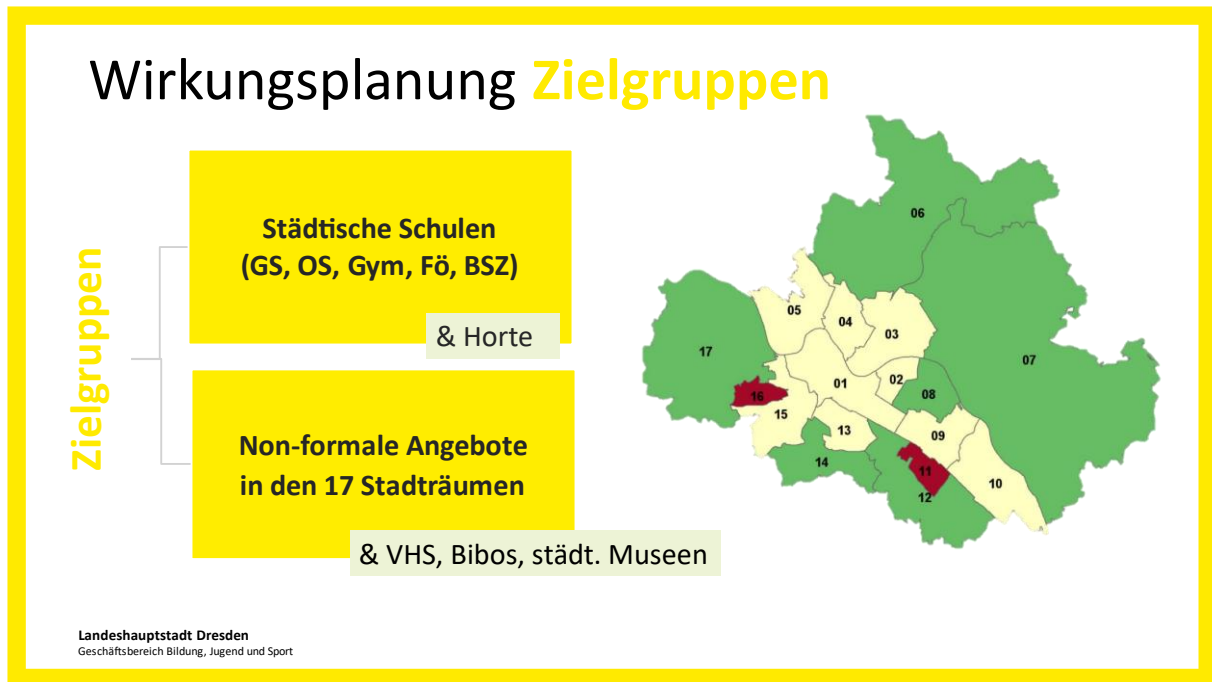 Wirkungsplanung Zielgruppen
Zielgruppen
Städtische Schulen
(GS, OS, Gym, Fö, BSZ)
& Horte
Non-formale Angebote
in den 17 Stadträumen
& VHS, Bibos, städt. Museen
06
05
04
03
17
07
02
01
08
16
15
13
09
14
11
10
12
Landeshauptstadt Dresden
Geschäftsbereich Bildung, Jugend und Sport